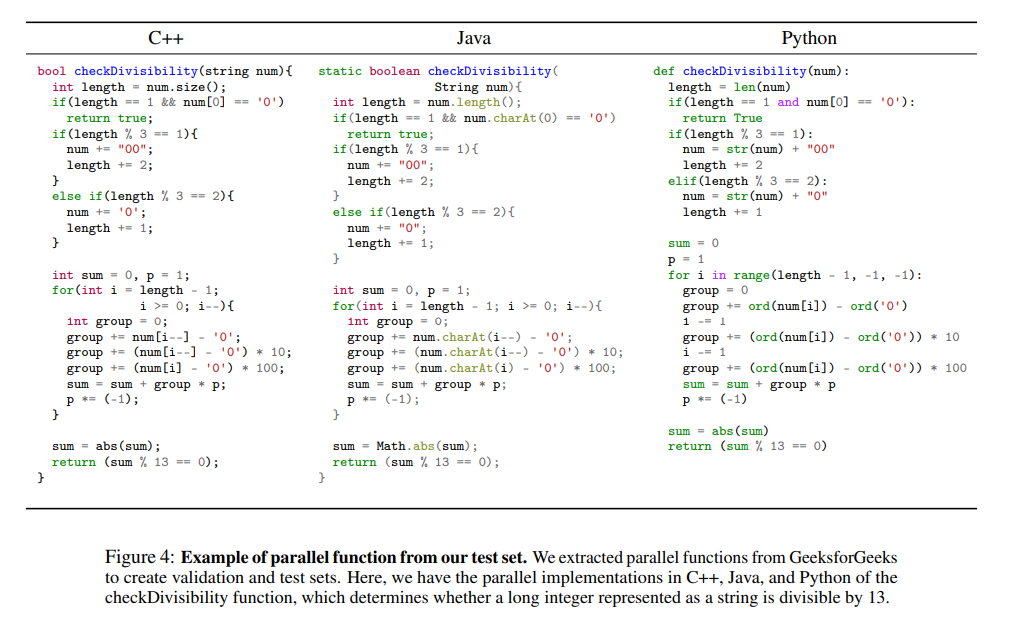 C++ Java Python
bool checkDivisibility(string num){
int length = num.size();
if(length == 1 && num[0] == '0')
return true;
if(length % 3 == 1){
num += "00";
length += 2;
}
else if(length % 3 == 2){
num += '0';
length += 1;
}
int sum = 0, p = 1;
for(int i = length - 1;
i >= 0; i--){
int group = 0;
group += num[i--] - '0';
group += (num[i--] - '0') * 10;
group += (num[i] - '0') * 100;
sum = sum + group * p;
p *= (-1);
}
sum = abs(sum);
return (sum % 13 == 0);
}
static boolean checkDivisibility(
String num){
int length = num.length();
if(length == 1 && num.charAt(0) == '0')
return true;
if(length % 3 == 1){
num += "00";
length += 2;
}
else if(length % 3 == 2){
num += "0";
length += 1;
}
int sum = 0, p = 1;
for(int i = length - 1; i >= 0; i--){
int group = 0;
group += num.charAt(i--) - '0';
group += (num.charAt(i--) - '0') * 10;
group += (num.charAt(i) - '0') * 100;
sum = sum + group * p;
p *= (-1);
}
sum = Math.abs(sum);
return (sum % 13 == 0);
}
def checkDivisibility(num):
length = len(num)
if(length == 1 and num[0] == '0'):
return True
if(length % 3 == 1):
num = str(num) + "00"
length += 2
elif(length % 3 == 2):
num = str(num) + "0"
length += 1
sum = 0
p = 1
for i in range(length - 1, -1, -1):
group = 0
group += ord(num[i]) - ord('0')
i -= 1
group += (ord(num[i]) - ord('0')) * 10
i -= 1
group += (ord(num[i]) - ord('0')) * 100
sum = sum + group * p
p *= (-1)
sum = abs(sum)
return (sum % 13 == 0)
Figure 4: Example of parallel function from our test set. We extracted parallel functions from GeeksforGeeks
to create validation and test sets. Here, we have the parallel implementations in C++, Java, and Python of the
checkDivisibility function, which determines whether a long integer represented as a string is divisible by 13.